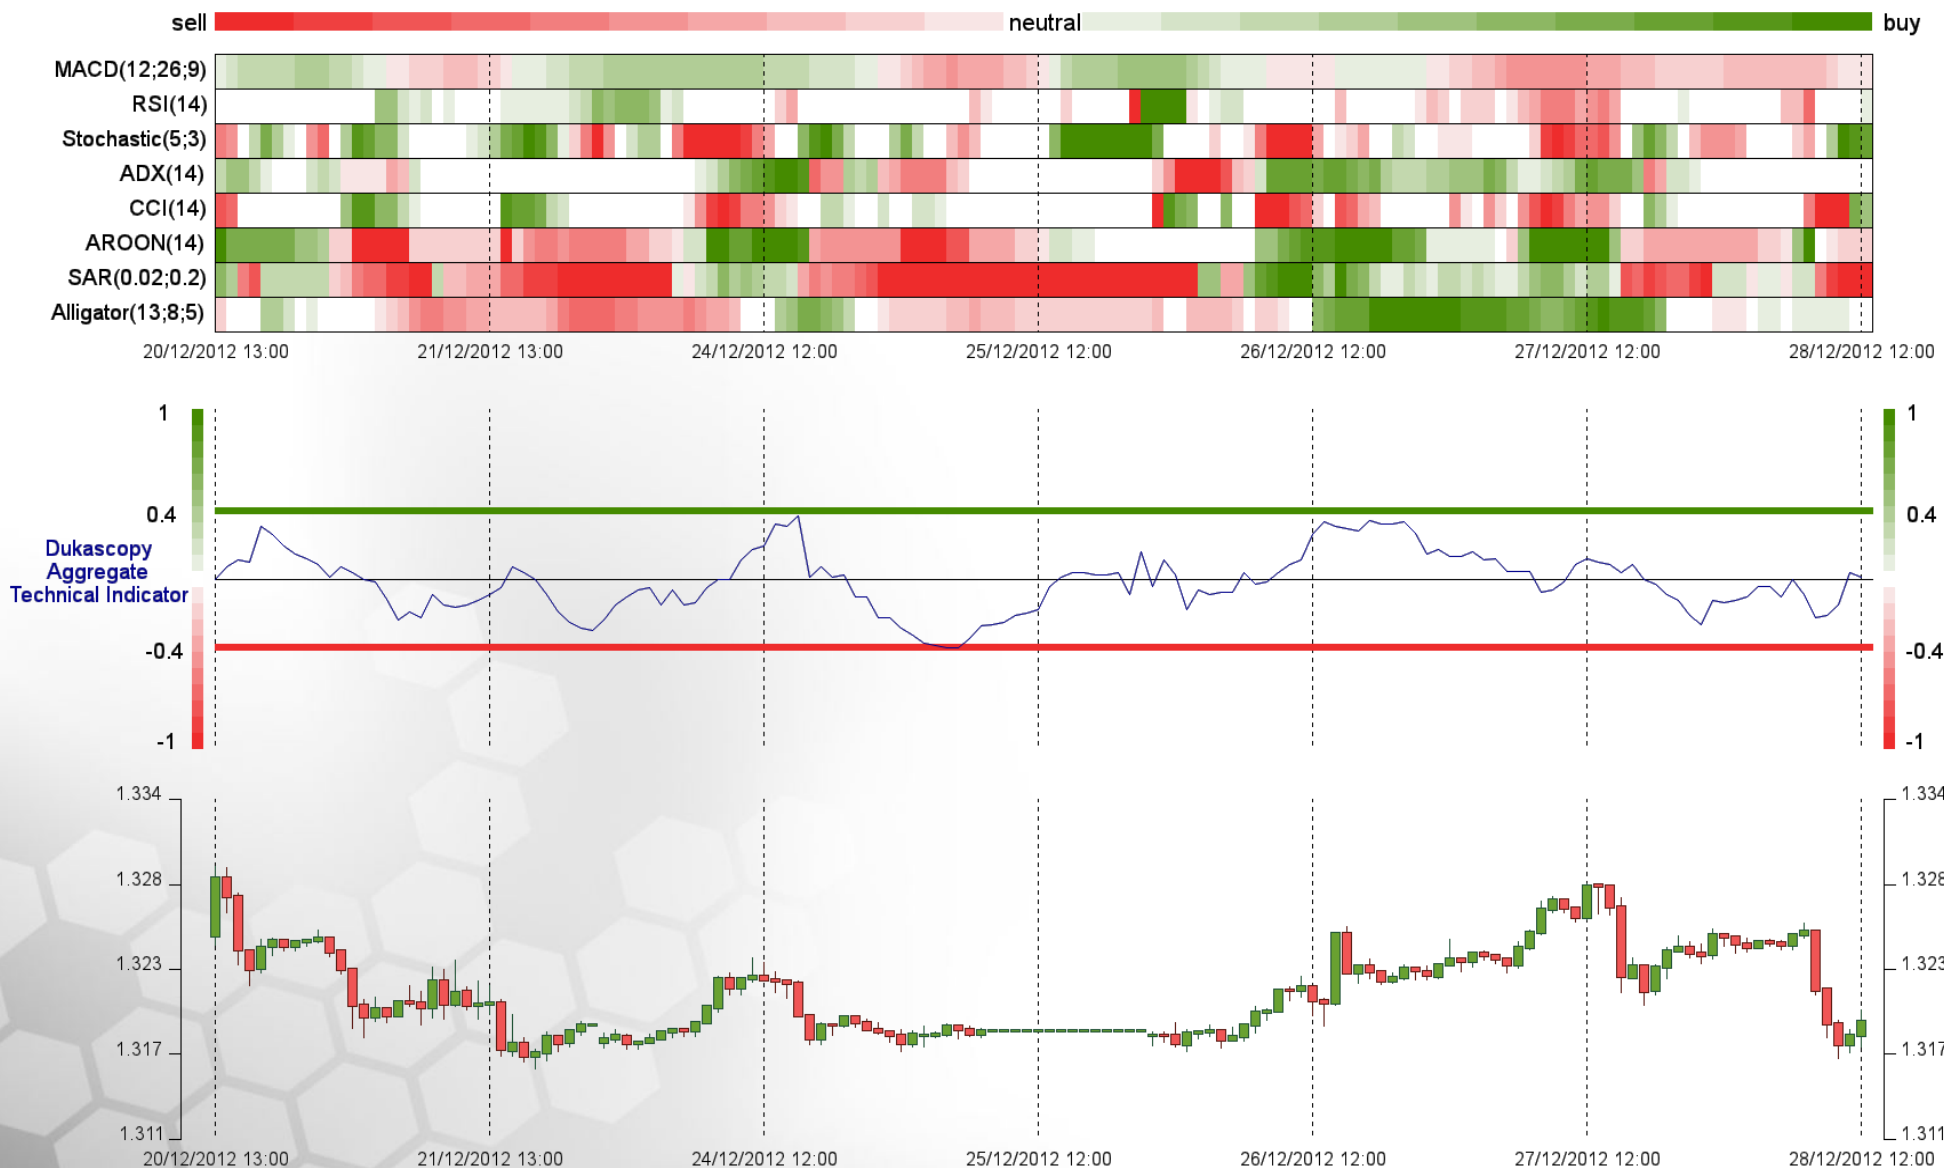 sell neutral buy
MACD(12;26;9)
RSI(14)
Stochastic(5;3)
ADX(14)
CCI(14)
AROON(14)
SAR(0.02;0.2)
Alligator(13;8;5)
20/12/2012 13:00 21/12/2012 13:00 24/12/2012 12:00 25/12/2012 12:00 26/12/2012 12:00 27/12/2012 12:00 28/12/2012 12:00
1 1
0.4 0.4
Dukascopy
Aggregate
Technical Indicator
-0.4 -0.4
-1 -1
1.334 1.334
1.328 1.328
1.323 1.323
1.317 1.317
1.311 1.311
20/12/2012 13:00 21/12/2012 13:00 24/12/2012 12:00 25/12/2012 12:00 26/12/2012 12:00 27/12/2012 12:00 28/12/2012 12:00